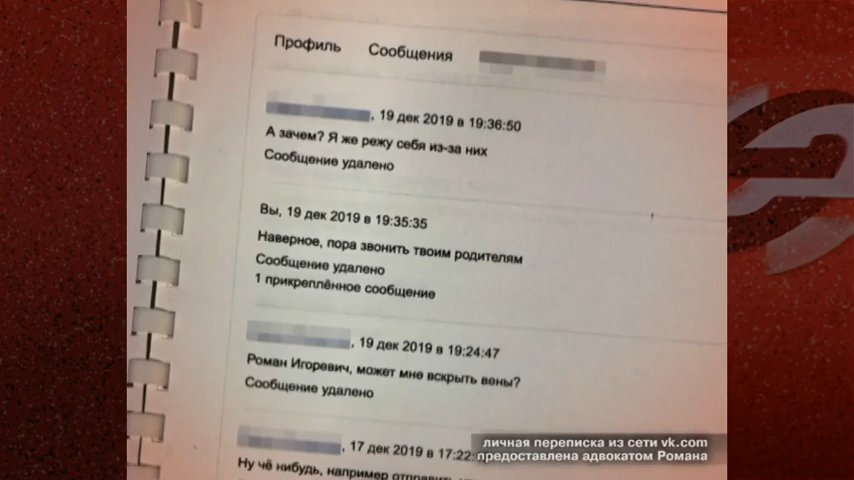 Профиль Сообщения
, 19 дек 2019 в 19:36:50
А зачем? Я же режу себя из-за них
Сообщение удалено
Вы, 19 дек 2019 в 19:35:35
Наверное, пора звонить твоим родителям
Сообщение удалено
1 прикреплённое сообщение
, 19 дек 2019 в 19:24:47
Роман Игоревич, может мне вскрыть вены?
Сообщение удалено
, 17 дек 2019 в 17:22:
Ну чё нибудь, например
личная переписка из сети vk.com
предоставлена адвокатом Романа